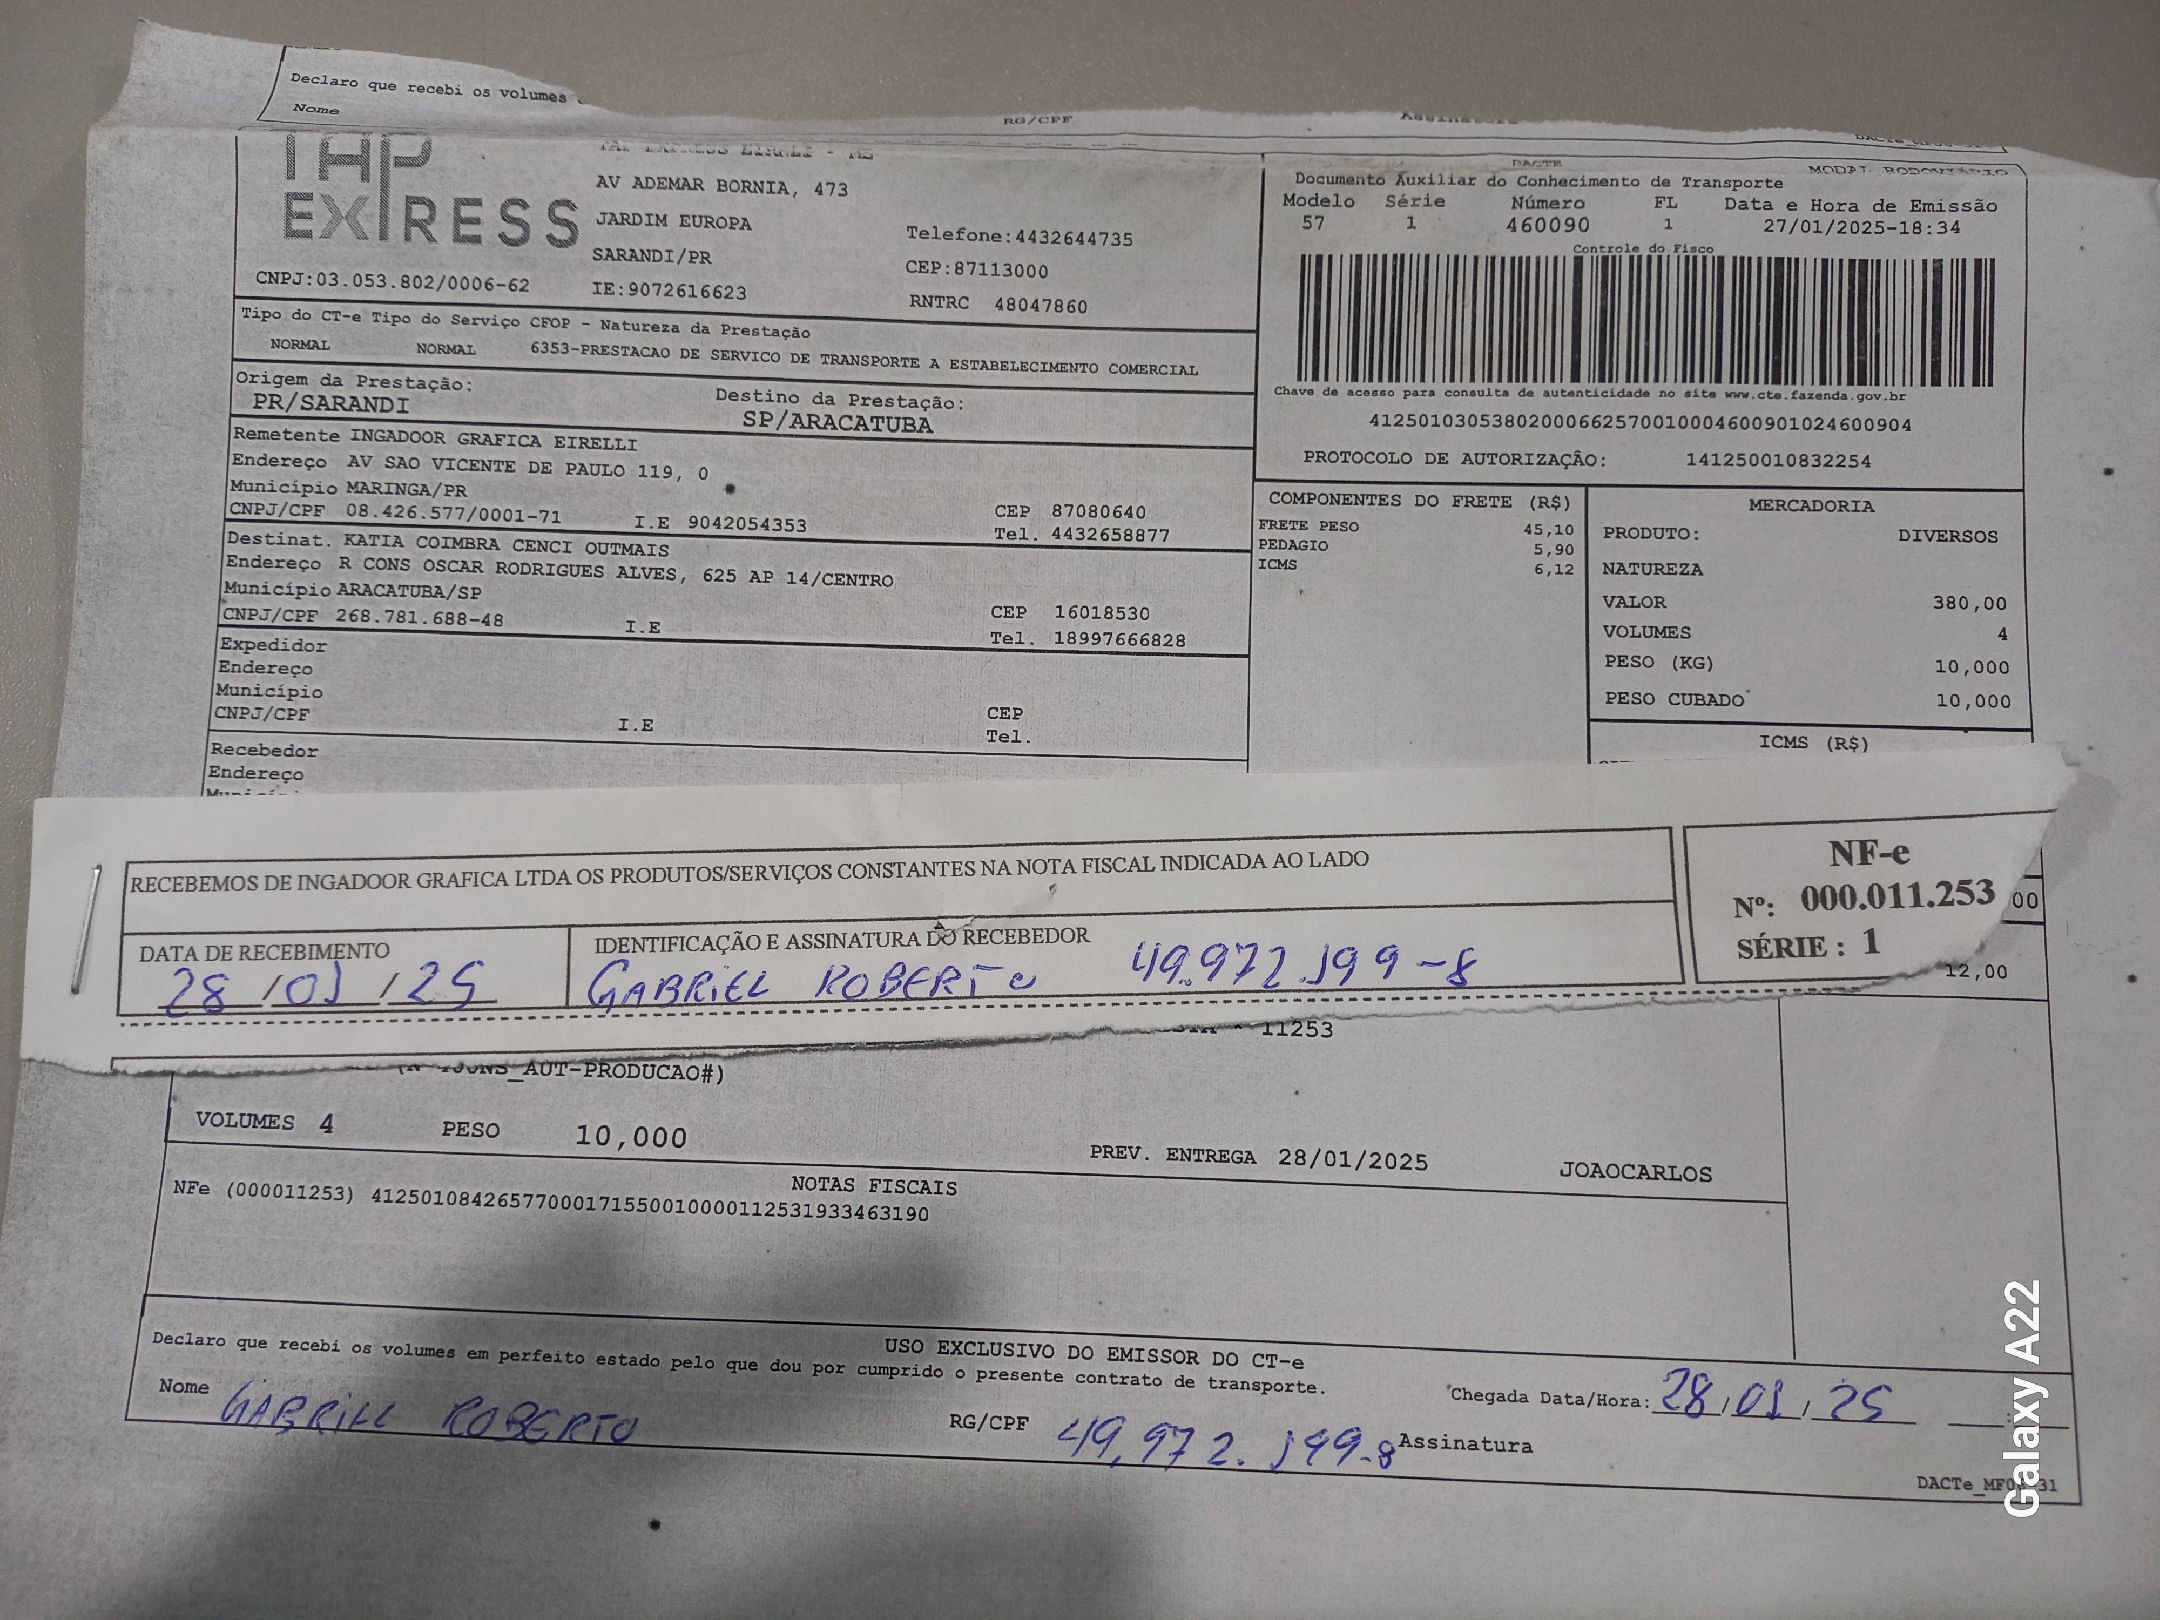 Declaro que recebi os volumes
Nome
RG/CPF
Assinatura
TAP EXPRESS
TAP EXPRESS EIRELI - ME
AV ADEMAR BORNIA, 473
JARDIM EUROPA
Telefone:4432644735
SARANDI/PR
CEP:87113000
CNPJ:03.053.802/0006-62
IE:9072616623
RNTRC 48047860
DACTE
MODAL RODOVIARIO
Documento Auxiliar do Conhecimento de Transporte
Modelo Série Número FL Data e Hora de Emissão
57 1 460090 1 27/01/2025-18:34
Controle do Fisco
Chave de acesso para consulta de autenticidade no site www.cte.fazenda.gov.br
41250103053802000662570010004600901024600904
PROTOCOLO DE AUTORIZAÇÃO: 141250010832254
Tipo do CT-e Tipo do Serviço CFOP - Natureza da Prestação
NORMAL NORMAL 6353-PRESTACAO DE SERVICO DE TRANSPORTE A ESTABELECIMENTO COMERCIAL
Origem da Prestação: Destino da Prestação:
PR/SARANDI SP/ARACATUBA
Remetente INGADOOR GRAFICA EIRELLI
Endereço AV SAO VICENTE DE PAULO 119, 0
Município MARINGA/PR CEP 87080640
CNPJ/CPF 08.426.577/0001-71 I.E 9042054353 Tel. 4432658877
Destinat. KATIA COIMBRA CENCI OUTMAIS
Endereço R CONS OSCAR RODRIGUES ALVES, 625 AP 14/CENTRO
Município ARACATUBA/SP CEP 16018530
CNPJ/CPF 268.781.688-48 I.E Tel. 18997666828
Expedidor
Endereço
Município CEP
CNPJ/CPF I.E Tel.
Recebedor
Endereço
COMPONENTES DO FRETE (R$)
FRETE PESO 45,10
PEDAGIO 5,90
ICMS 6,12
MERCADORIA
PRODUTO: DIVERSOS
NATUREZA
VALOR 380,00
VOLUMES 4
PESO (KG) 10,000
PESO CUBADO 10,000
ICMS (R$)
RECEBEMOS DE INGADOOR GRAFICA LTDA OS PRODUTOS/SERVIÇOS CONSTANTES NA NOTA FISCAL INDICADA AO LADO
NF-e
Nº: 000.011.253
SÉRIE : 1
00
12,00
DATA DE RECEBIMENTO
28/01/25
IDENTIFICAÇÃO E ASSINATURA DO RECEBEDOR
GABRIEL ROBERTO 49.972.199-8
11253
_AUT-PRODUCAO#)
VOLUMES 4 PESO 10,000 PREV. ENTREGA 28/01/2025 JOAOCARLOS
NOTAS FISCAIS
NFe (000011253) 41250108426577000171550010000112531933463190
USO EXCLUSIVO DO EMISSOR DO CT-e
Declaro que recebi os volumes em perfeito estado pelo que dou por cumprido o presente contrato de transporte.
Chegada Data/Hora: 28/01/25
Nome GABRIEL ROBERTO RG/CPF 49.972.199-8 Assinatura
Galaxy A22